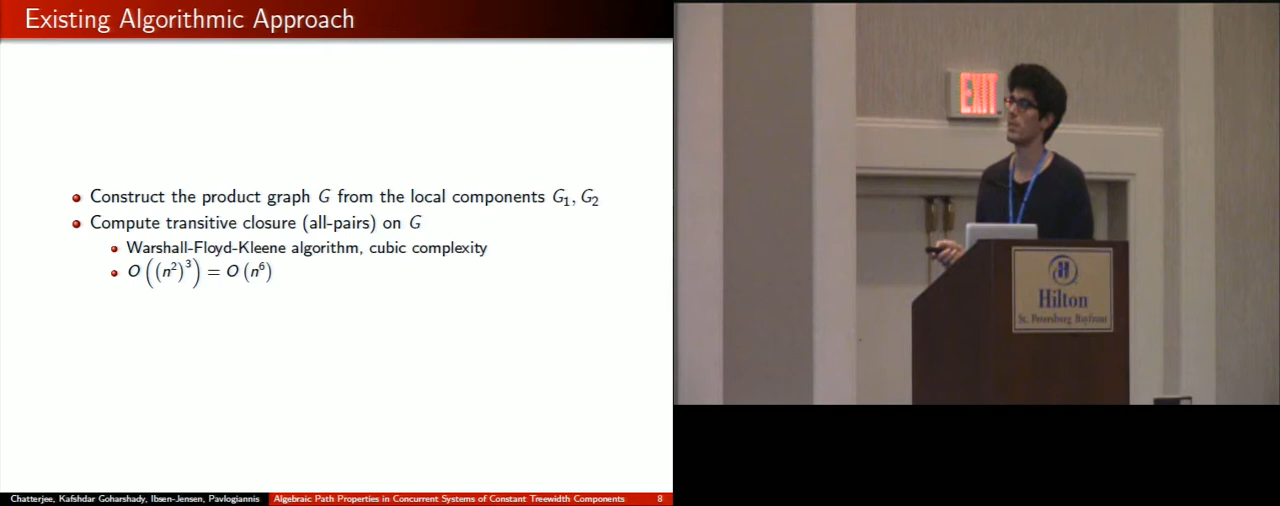 Existing Algorithmic Approach
Construct the product graph G from the local components G₁, G₂
Compute transitive closure (all-pairs) on G
Warshall-Floyd-Kleene algorithm, cubic complexity
O((n²)³) = O(n⁶)
Chatterjee, Kafshdar Goharshady, Ibsen-Jensen, Pavlogiannis
Algebraic Path Properties in Concurrent Systems of Constant Treewidth Components
8
EXIT
Hilton
St. Petersburg Bayfront